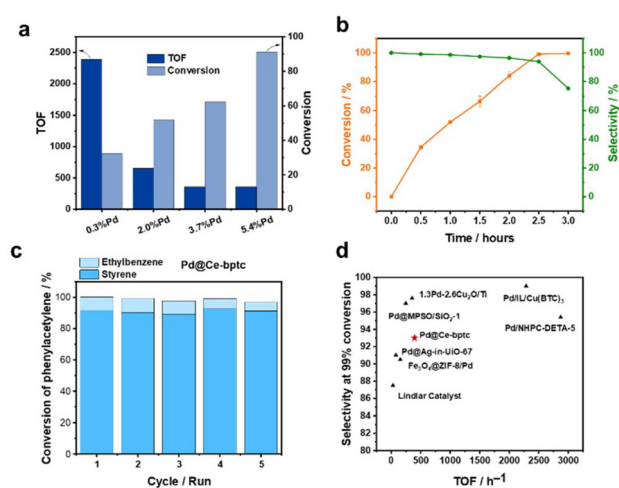 a
TOF
Conversion
2500
2000
1500
1000
500
0
TOF
100
80
60
40
20
0
Conversion
0.3%Pd
2.0%Pd
3.7%Pd
5.4%Pd
b
100
80
60
40
20
0
Conversion / %
100
80
60
40
20
0
Selectivity / %
0.0 0.5 1.0 1.5 2.0 2.5 3.0
Time / hours
c
Ethylbenzene
Styrene
Pd@Ce-bptc
100
80
60
40
20
0
Conversion of phenylacetylene / %
1 2 3 4 5
Cycle / Run
d
100
98
96
94
92
90
88
86
84
82
80
Selectivity at 99% conversion
1.3Pd-2.6Cu₂O/Ti
Pd/IL/Cu(BTC)₃
Pd@MPSO/SiO₂-1
Pd/NHPC-DETA-5
Pd@Ce-bptc
Pd@Ag-in-UiO-67
Fe₃O₄@ZIF-8/Pd
Lindlar Catalyst
0 500 1000 1500 2000 2500 3000
TOF / h⁻¹